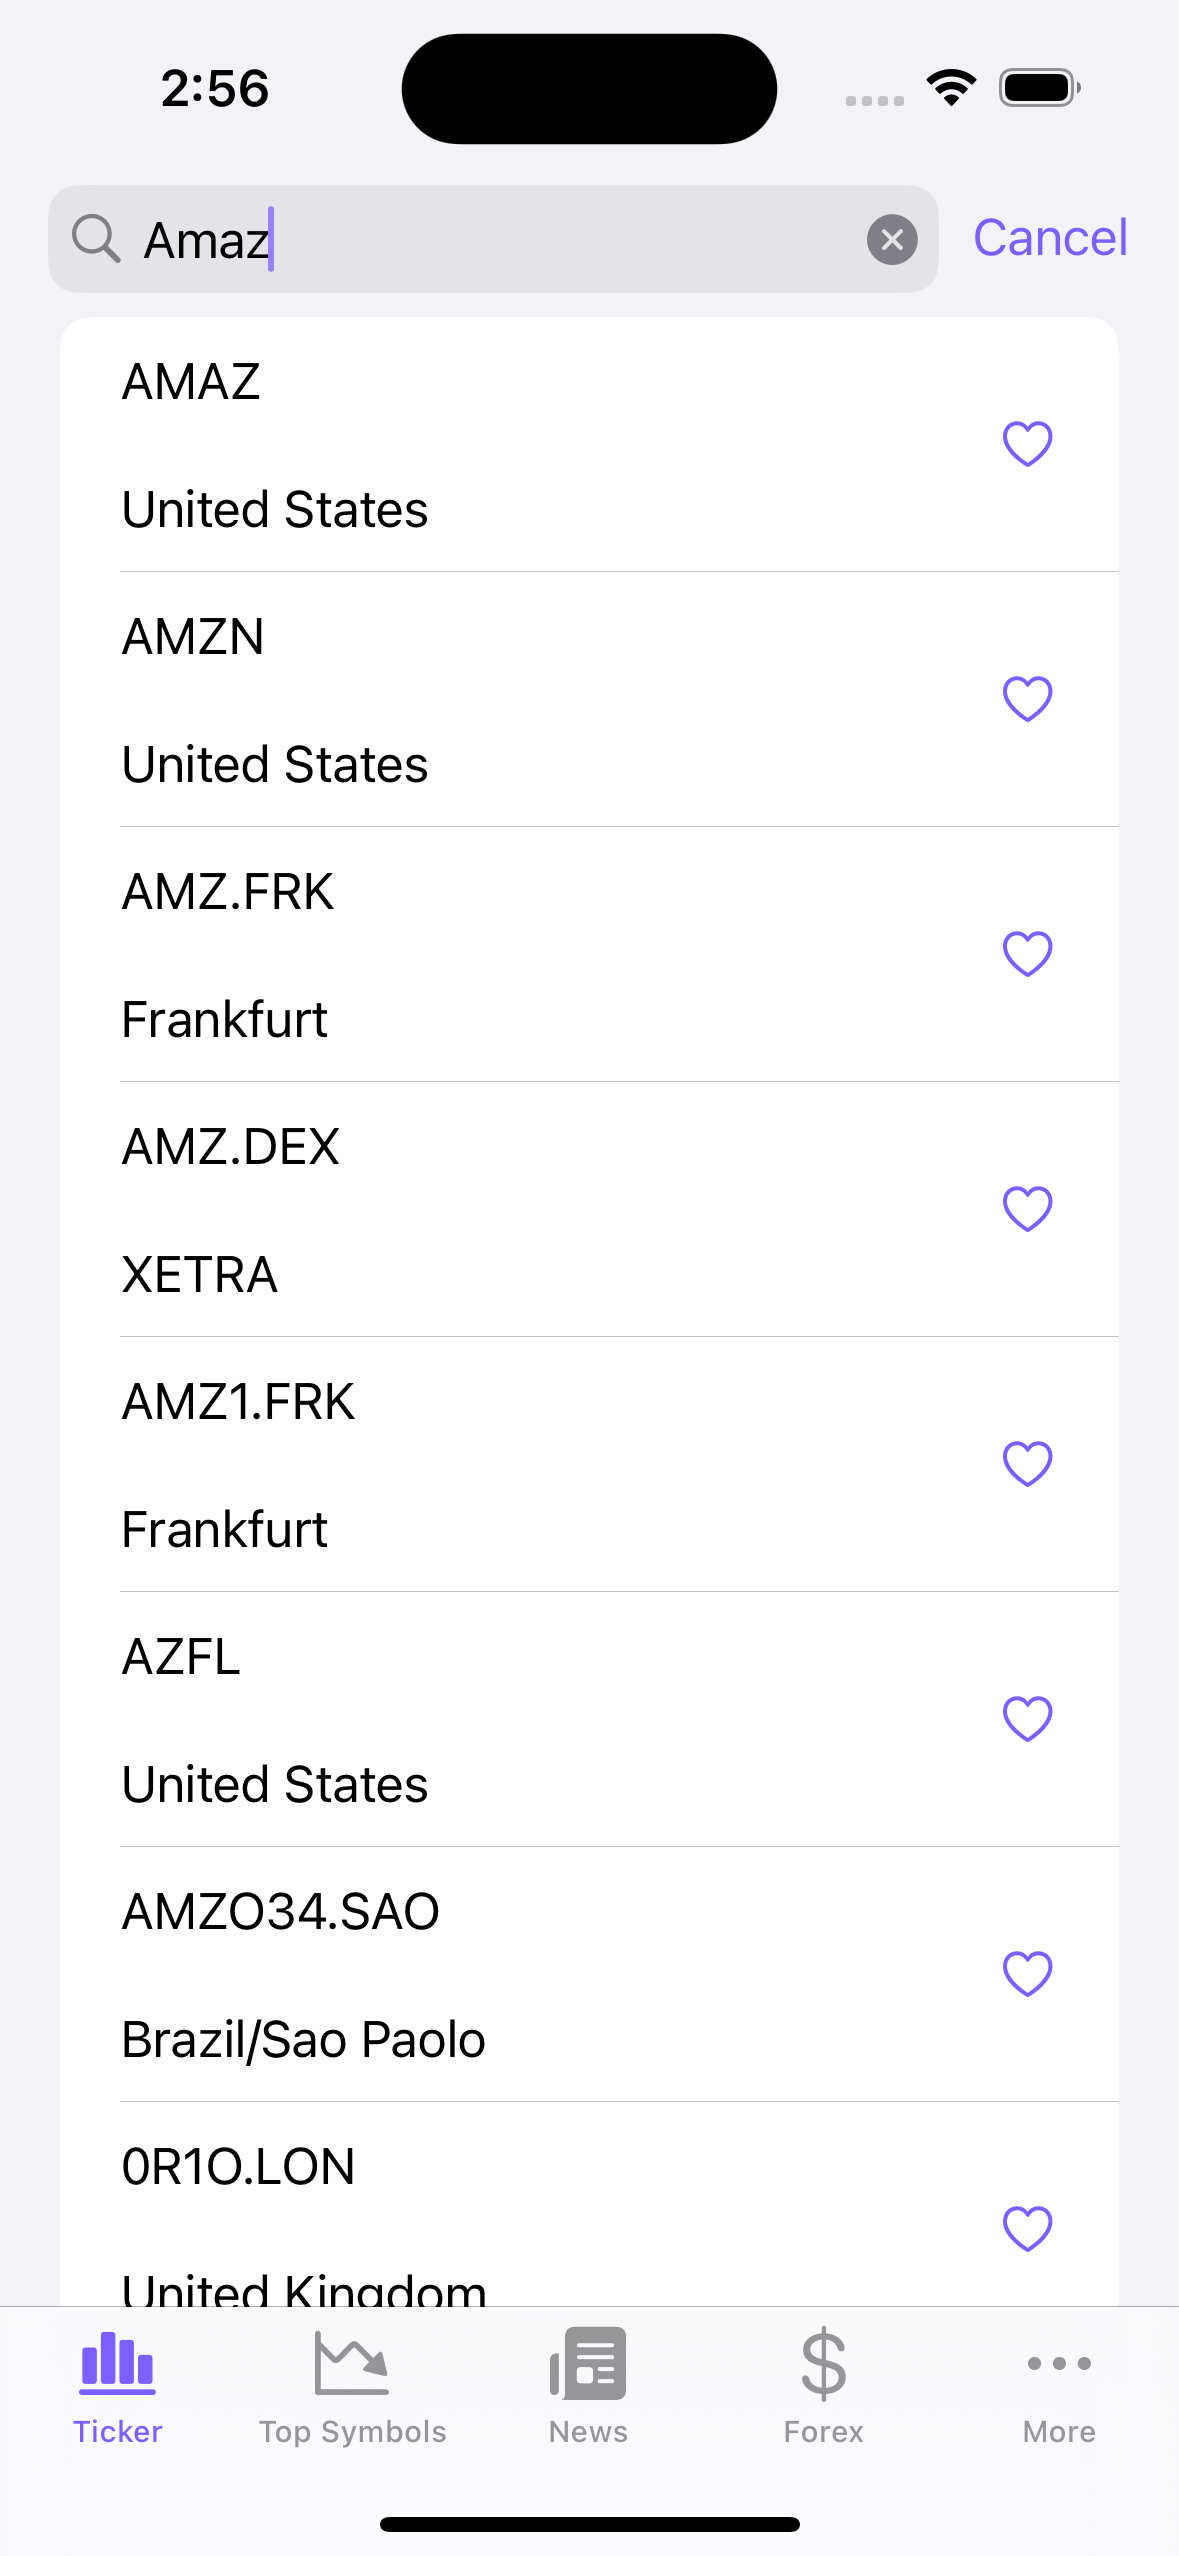 2:56
Amaz
Cancel
AMAZ
United States
AMZN
United States
AMZ.FRK
Frankfurt
AMZ.DEX
XETRA
AMZ1.FRK
Frankfurt
AZFL
United States
AMZO34.SAO
Brazil/Sao Paolo
0R1O.LON
United Kingdom
Ticker
Top Symbols
News
Forex
More